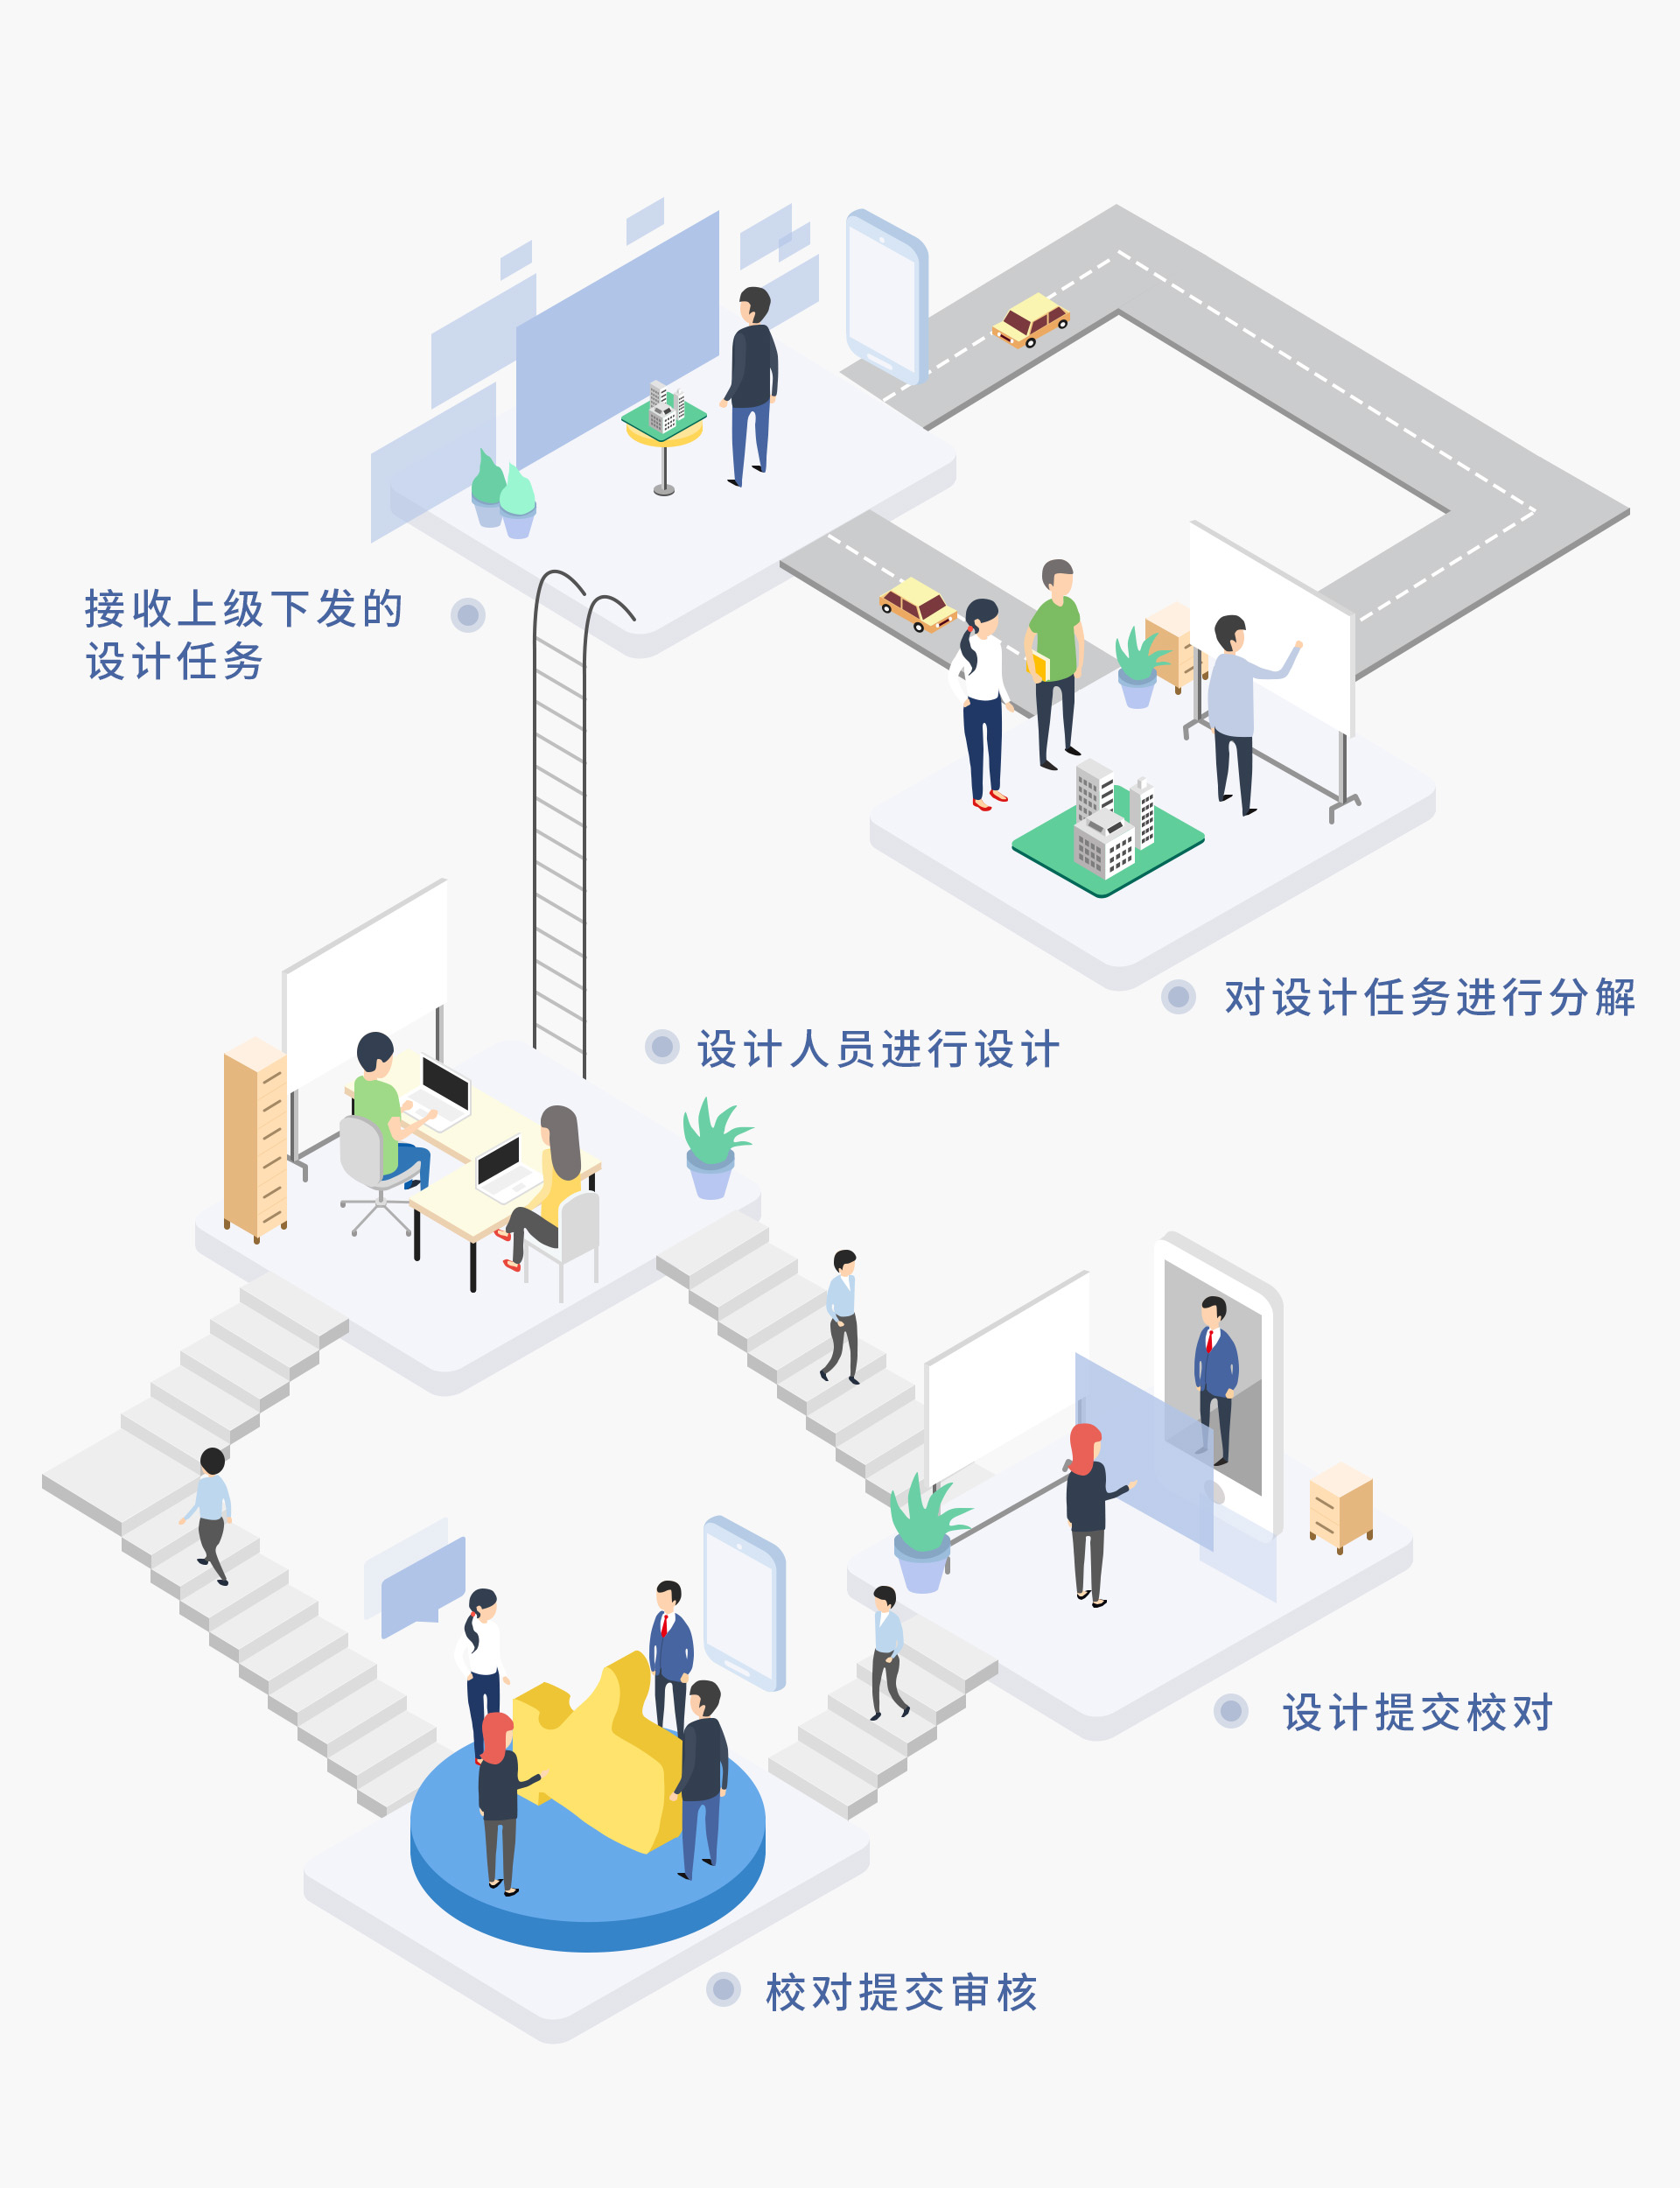 接收上级下发的
设计任务
对设计任务进行分解
设计人员进行设计
设计提交校对
校对提交审核